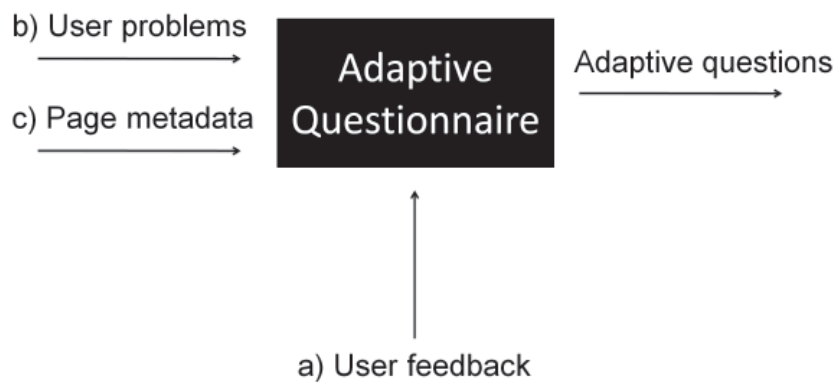 b) User problems
c) Page metadata
Adaptive
Questionnaire
Adaptive questions
a) User feedback